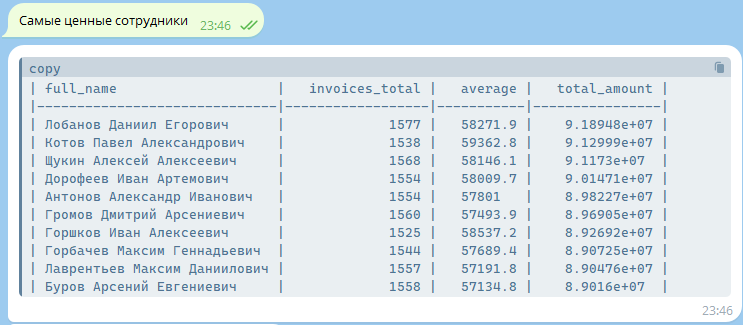 Самые ценные сотрудники 23:46
copy
| full_name | invoices_total | average | total_amount |
|------------------------------|------------------|-----------|----------------|
| Лобанов Даниил Егорович | 1577 | 58271.9 | 9.18948e+07 |
| Котов Павел Александрович | 1538 | 59362.8 | 9.12999e+07 |
| Щукин Алексей Алексеевич | 1568 | 58146.1 | 9.1173e+07 |
| Дорофеев Иван Артемович | 1554 | 58009.7 | 9.01471e+07 |
| Антонов Александр Иванович | 1554 | 57801 | 8.98227e+07 |
| Громов Дмитрий Арсениевич | 1560 | 57493.9 | 8.96905e+07 |
| Горшков Иван Алексеевич | 1525 | 58537.2 | 8.92692e+07 |
| Горбачев Максим Геннадьевич | 1544 | 57689.4 | 8.90725e+07 |
| Лаврентьев Максим Даниилович | 1557 | 57191.8 | 8.90476e+07 |
| Буров Арсений Евгениевич | 1558 | 57134.8 | 8.9016e+07 |
23:46